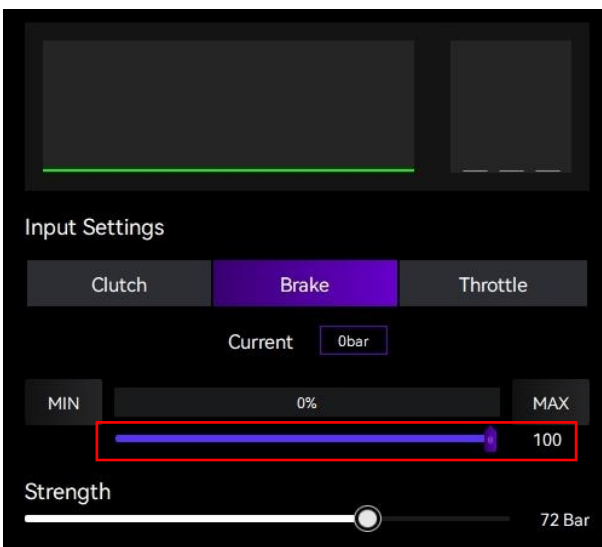 Input Settings
Clutch Brake Throttle
Current 0bar
MIN 0% MAX
100
Strength
72 Bar